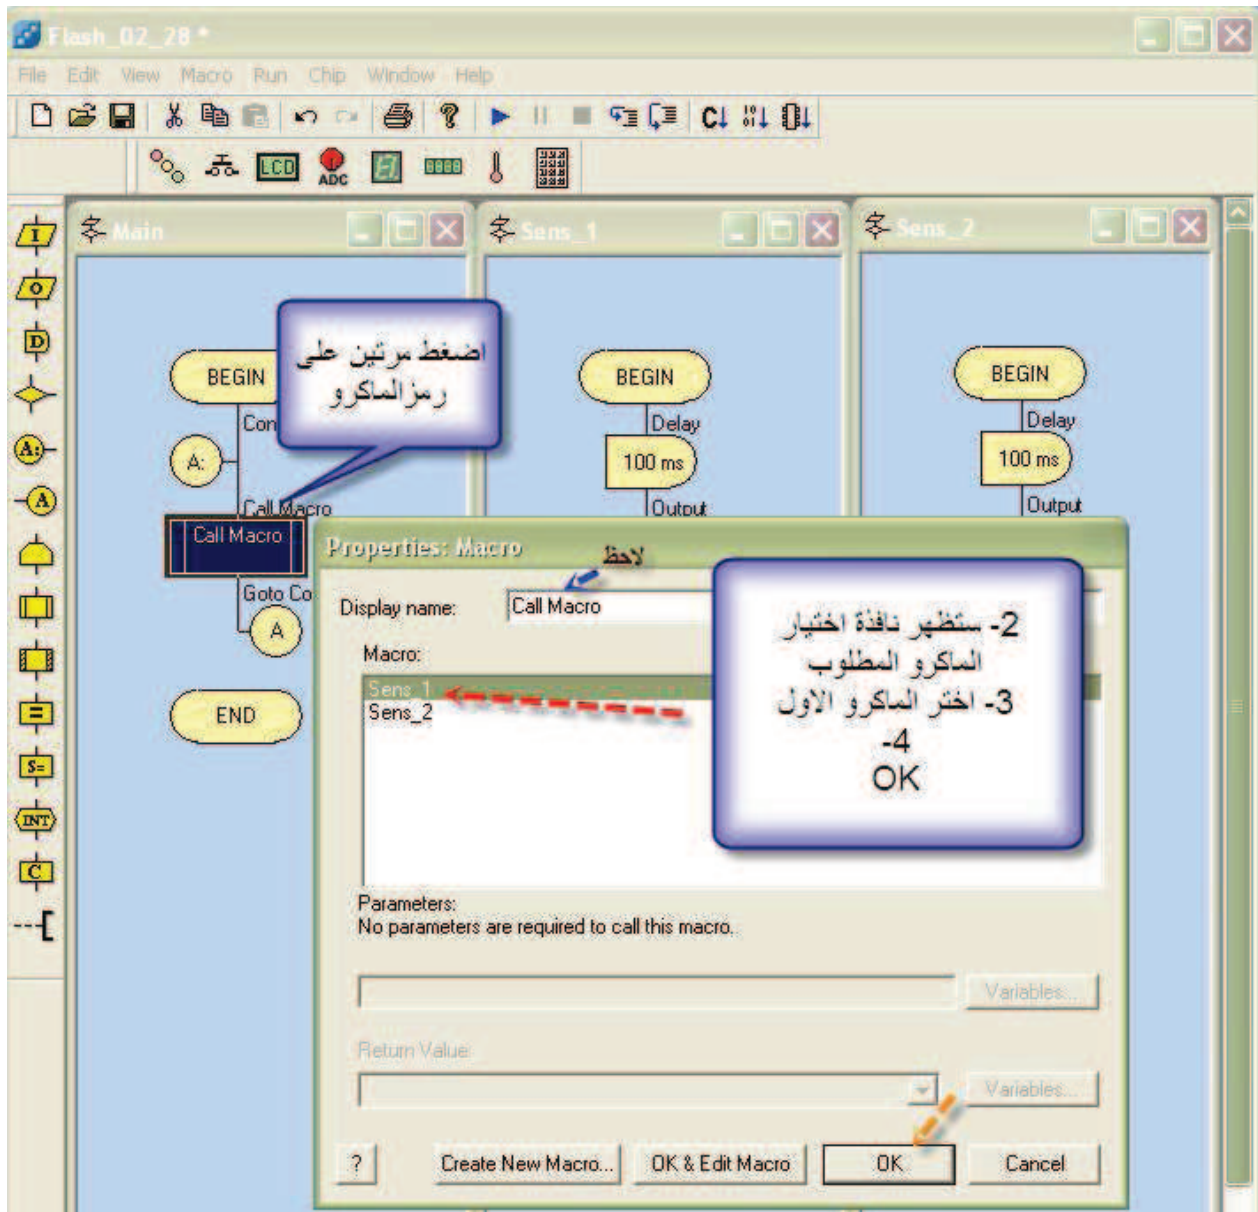 Flash_02_28 *
File Edit View Macro Run Chip Window Help
LCD
ADC
Main
Sens_1
Sens_2
I
O
D
A:
A
=
S=
INT
C
BEGIN
اضغط مرتين على
رمز الماكرو
Con
A:
Call Macro
Call Macro
Goto Co
A
END
BEGIN
Delay
100 ms
Output
BEGIN
Delay
100 ms
Output
Properties: Macro
لاحظ
Display name: Call Macro
Macro:
Sens_1
Sens_2
2- ستظهر نافذة اختيار
الماكرو المطلوب
3- اختر الماكرو الاول
4-
OK
Parameters:
No parameters are required to call this macro.
Variables...
Return Value:
Variables...
? Create New Macro... OK & Edit Macro OK Cancel